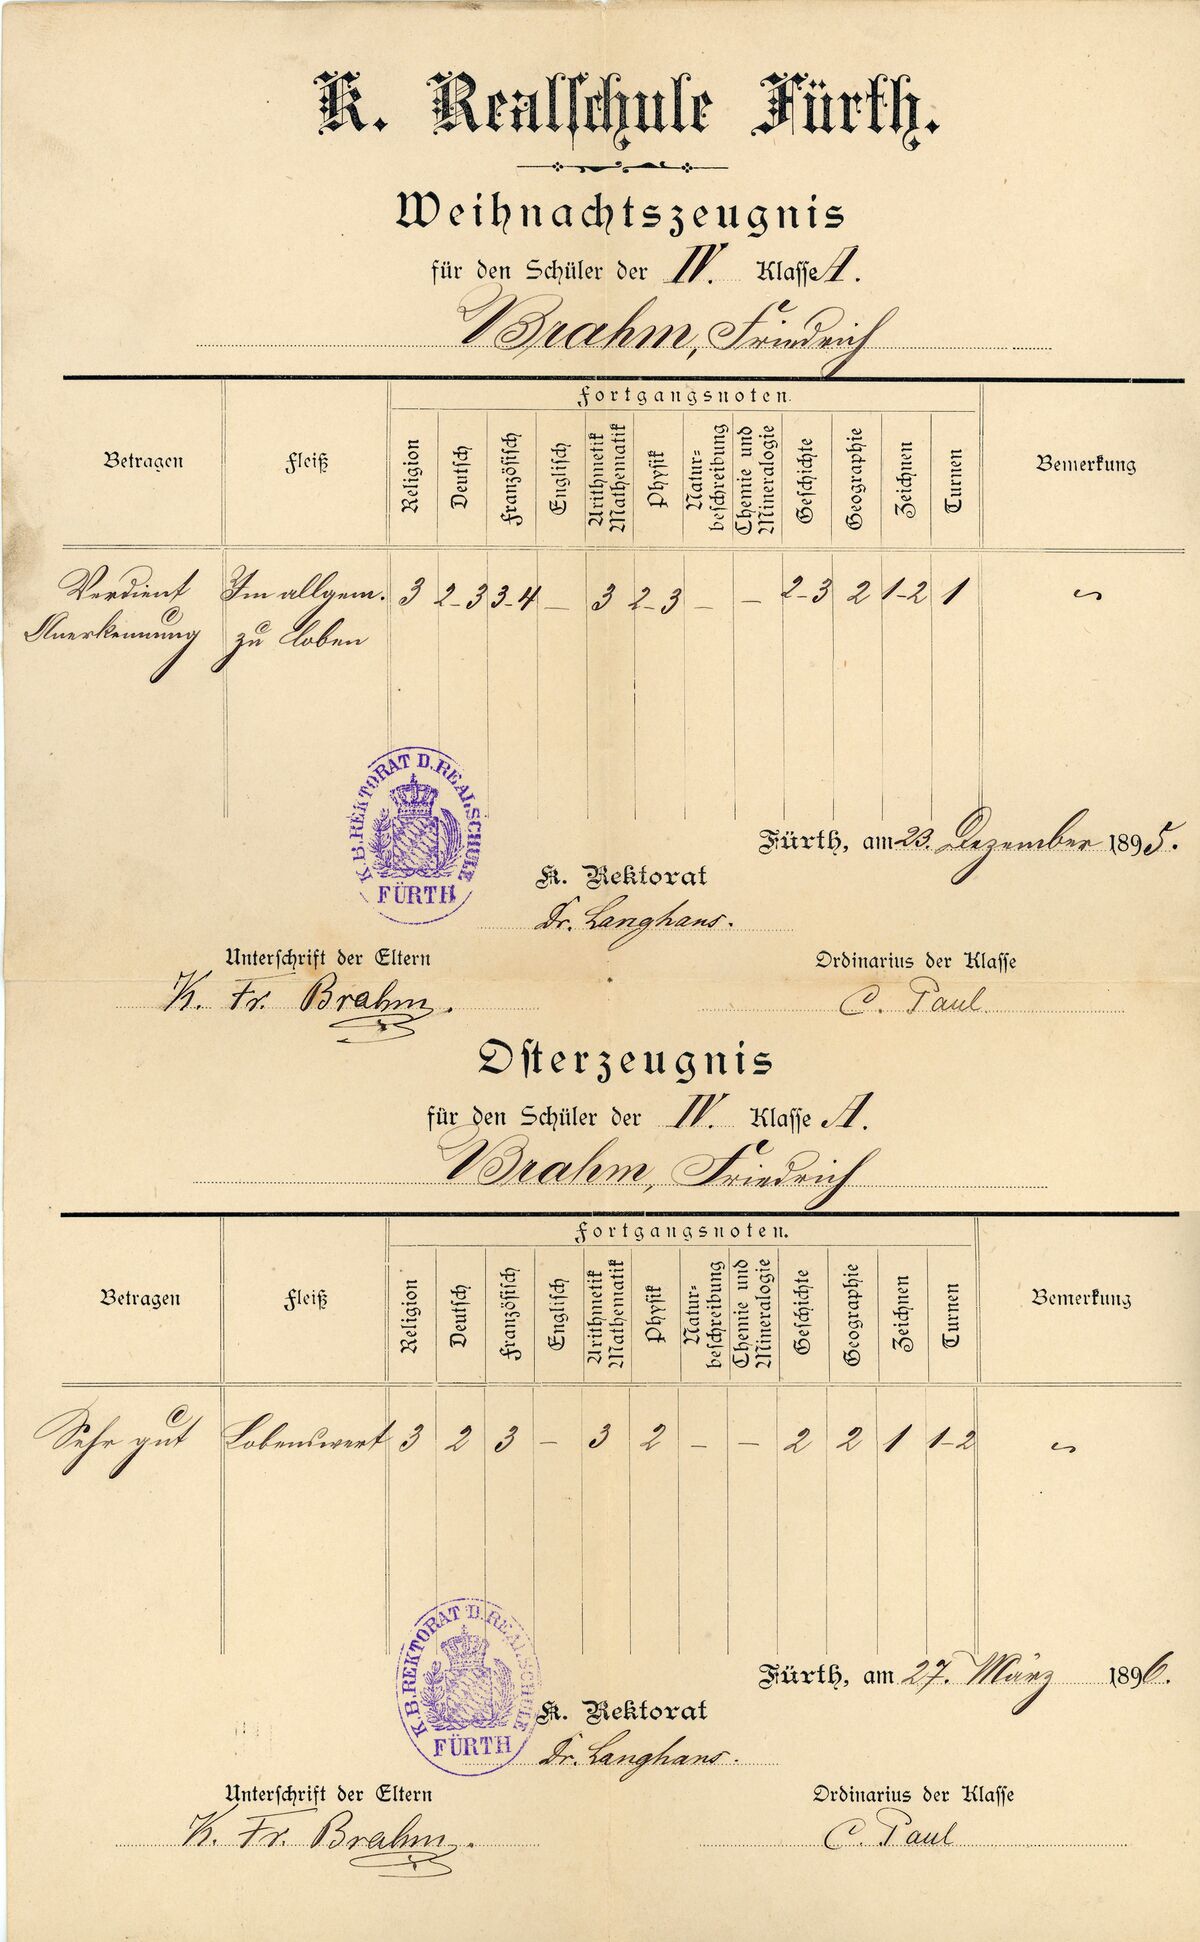 K. Realschule Fürth.
Weihnachtszeugnis
für den Schüler der IV. Klasse A.
Brahm, Friedrich
Betragen Fleiß Fortgangsnoten. Bemerkung
Religion Deutsch Französisch Englisch Arithmetik Mathematik Physik Natur-beschreibung Chemie und Mineralogie Geschichte Geographie Zeichnen Turnen
Verdient Im allgem. 3 2-3 3-4 – 3 2-3 – – 2-3 2 1-2 1
Anerkennung zu loben
K.B. REKTORAT D. REALSCHULE FÜRTH
Fürth, am 23. Dezember 1895.
K. Rektorat
Dr. Langhans.
Unterschrift der Eltern Ordinarius der Klasse
K. Fr. Brahm. C. Paul.
Osterzeugnis
für den Schüler der IV. Klasse A.
Brahm, Friedrich
Betragen Fleiß Fortgangsnoten. Bemerkung
Religion Deutsch Französisch Englisch Arithmetik Mathematik Physik Natur-beschreibung Chemie und Mineralogie Geschichte Geographie Zeichnen Turnen
Sehr gut Lobenswert 3 2 3 – 3 2 – – 2 2 1 1-2
K.B. REKTORAT D. REALSCHULE FÜRTH
Fürth, am 27. März 1896.
K. Rektorat
Dr. Langhans.
Unterschrift der Eltern Ordinarius der Klasse
K. Fr. Brahm. C. Paul